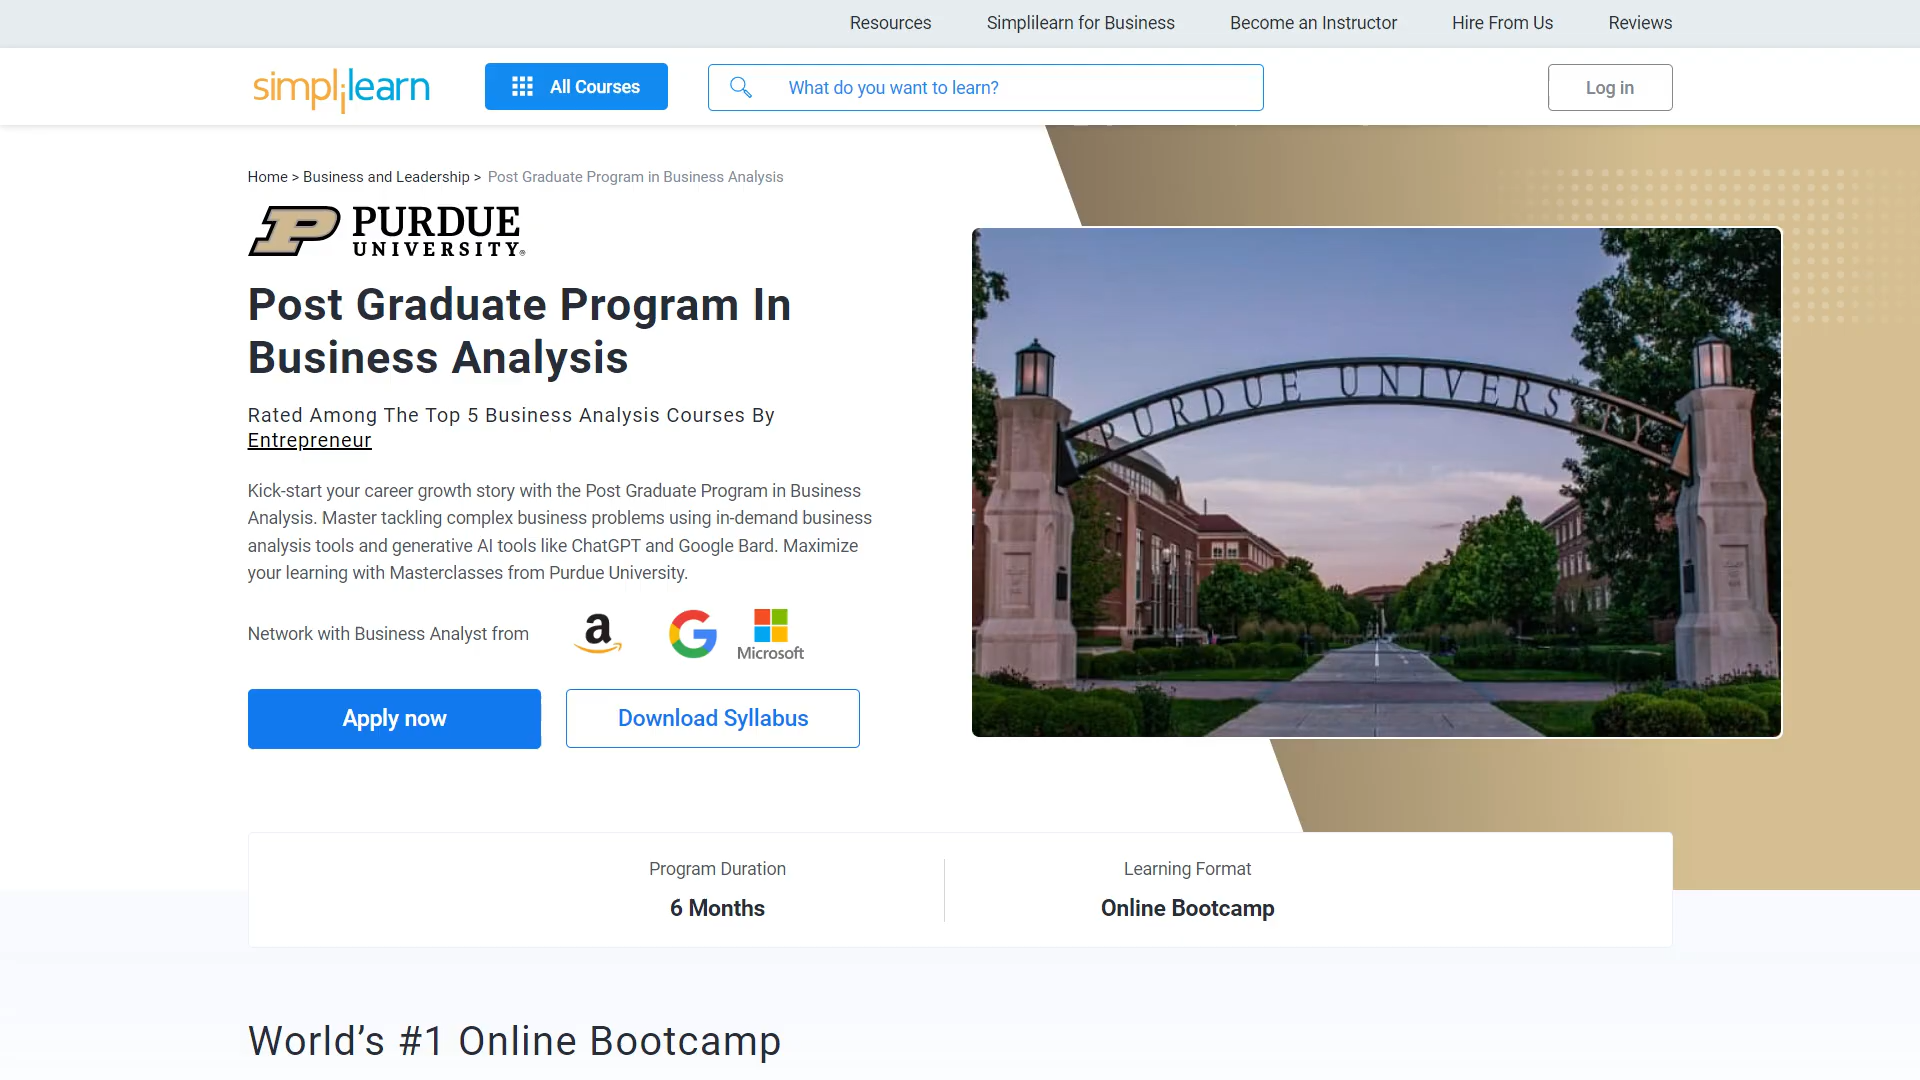 Resources Simplilearn for Business Become an Instructor Hire From Us Reviews
simplilearn All Courses What do you want to learn? Log in
Home > Business and Leadership > Post Graduate Program in Business Analysis
PURDUE
UNIVERSITY®
Post Graduate Program In
Business Analysis
Rated Among The Top 5 Business Analysis Courses By
Entrepreneur
Kick-start your career growth story with the Post Graduate Program in Business
Analysis. Master tackling complex business problems using in-demand business
analysis tools and generative AI tools like ChatGPT and Google Bard. Maximize
your learning with Masterclasses from Purdue University.
Network with Business Analyst from
Microsoft
Apply now Download Syllabus
PURDUE UNIVERSITY
Program Duration
6 Months
Learning Format
Online Bootcamp
World’s #1 Online Bootcamp